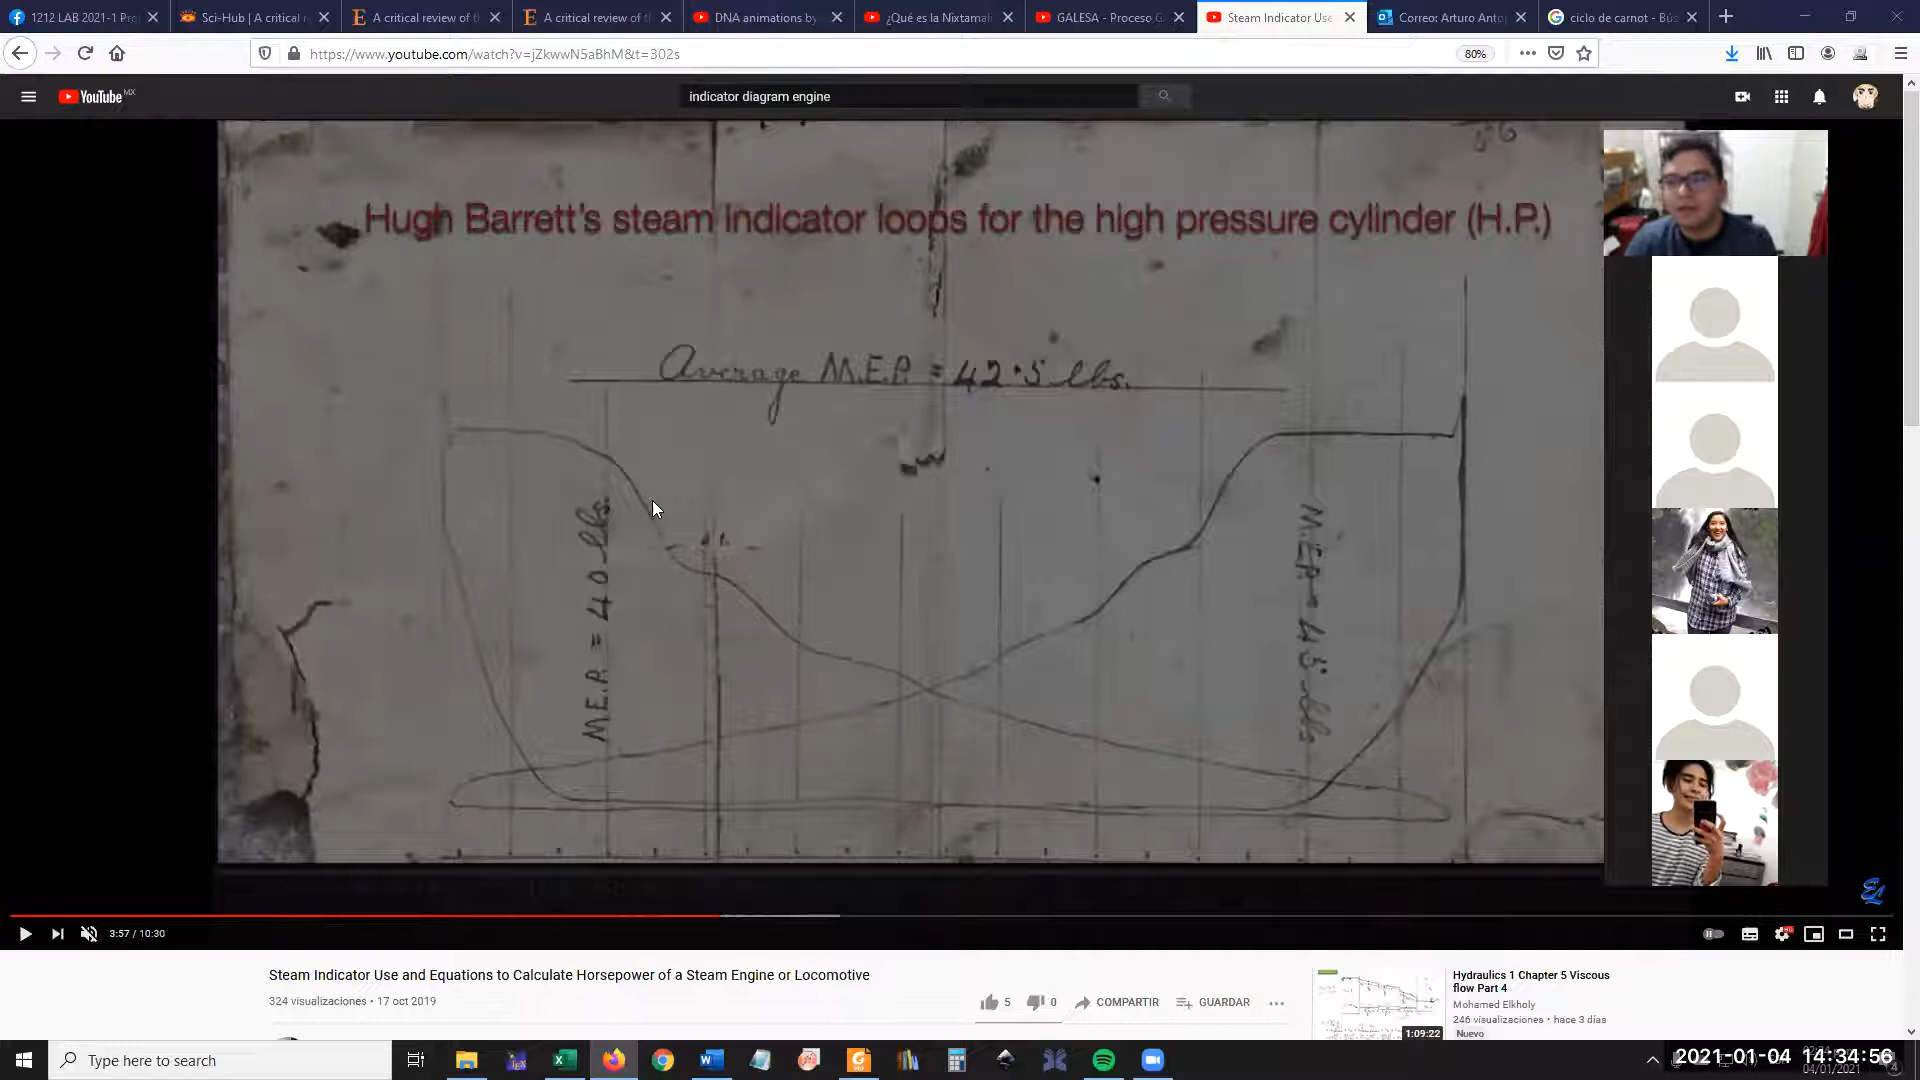 1212 LAB 2021-1 Pro
Sci-Hub | A critical r
A critical review of t
A critical review of t
DNA animations by
¿Qué es la Nixtamal
GALESA - Proceso G
Steam Indicator Use
Correo: Arturo Anto
ciclo de carnot - Bús
https://www.youtube.com/watch?v=jZkwwN5aBhM&t=302s
80%
YouTube MX
indicator diagram engine
Hugh Barrett's steam indicator loops for the high pressure cylinder (H.P.)
Average M.E.P. = 42.5 lbs.
M.E.P. = 40 lbs.
M.E.P. = 45 lbs
3:57 / 10:30
Steam Indicator Use and Equations to Calculate Horsepower of a Steam Engine or Locomotive
324 visualizaciones • 17 oct 2019
5
0
COMPARTIR
GUARDAR
Hydraulics 1 Chapter 5 Viscous
flow Part 4
Mohamed Elkholy
246 visualizaciones • hace 3 días
Nuevo
1:09:22
Type here to search
2021-01-04 14:34:56
04/01/2021